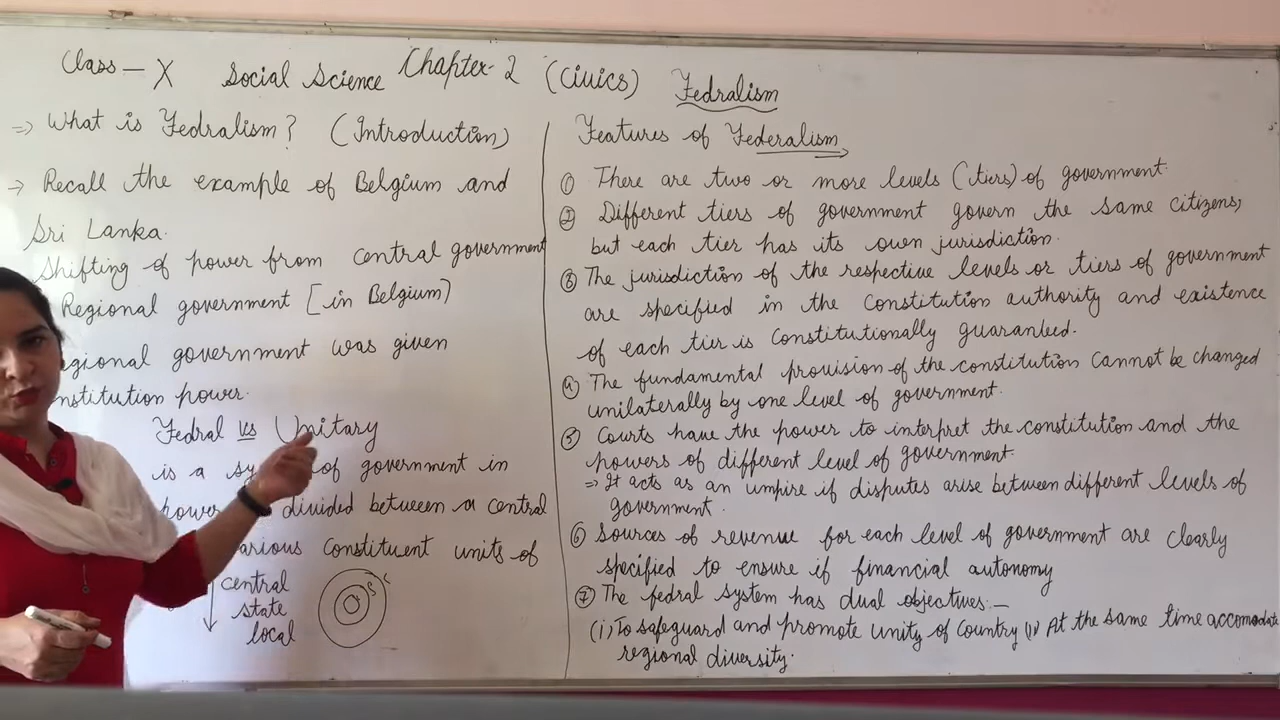 Class - X Social Science Chapter-2 (Civics) Fedralism
=> What is Fedralism? (Introduction)
→ Recall the example of Belgium and
Sri Lanka.
Shifting of power from central government
Regional government [in Belgium)
egional government was given
nstitution power.
Fedral vs Unitary
is a of government in
power divided between a central
arious constituent units of
central
state
local
Features of Federalism
① There are two or more levels (tiers) of government.
② Different tiers of government govern the same citizens,
but each tier has its own jurisdiction.
③ The jurisdiction of the respective levels or tiers of government
are specified in the constitution authority and existence
of each tier is constitutionally guaranteed.
④ The fundamental provision of the constitution cannot be changed
unilaterally by one level of government.
⑤ Courts have the power to interpret the constitution and the
powers of different level of government.
=> It acts as an umpire if disputes arise between different levels of
government.
⑥ Sources of revenue for each level of government are clearly
specified to ensure if financial autonomy
⑦ The fedral system has dual objectives:-
(i) To safeguard and promote unity of country (ii) At the same time accomodate
regional diversity.